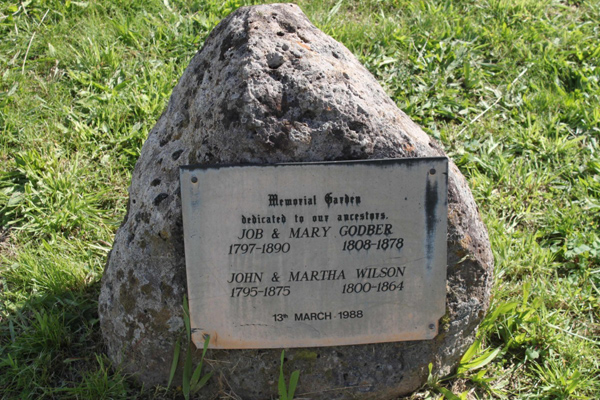 Memorial Garden
dedicated to our ancestors.
JOB & MARY GODBER
1797-1890 1808-1878
JOHN & MARTHA WILSON
1795-1875 1800-1864
13th MARCH - 1988